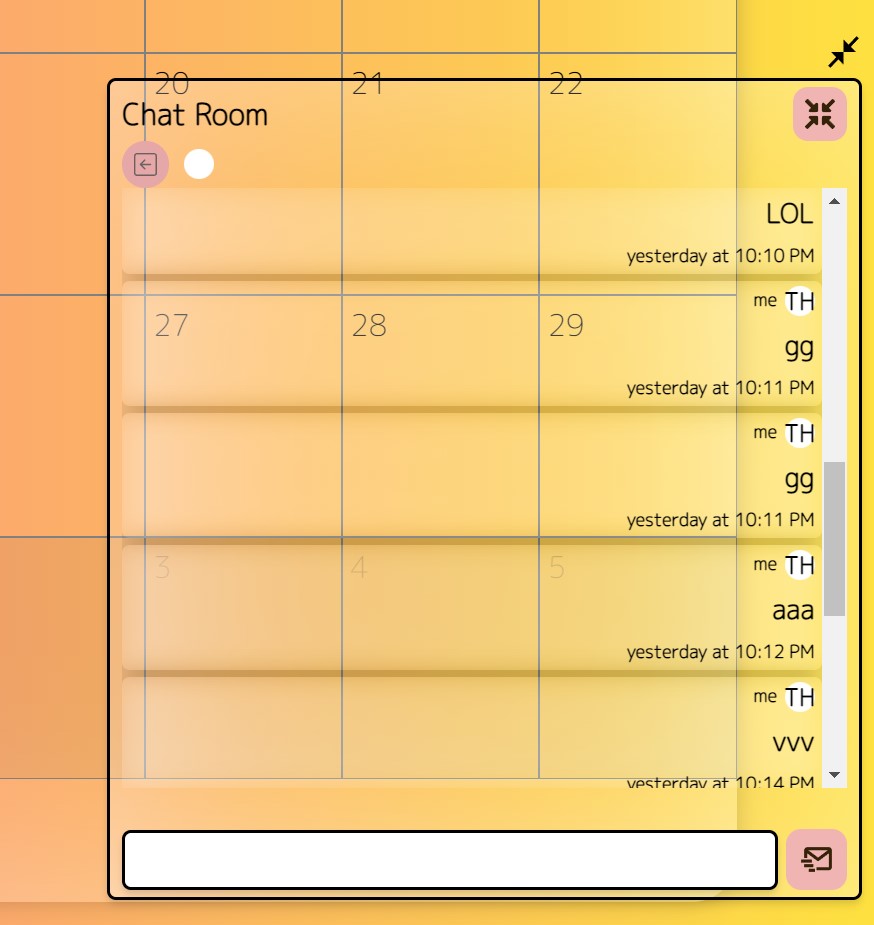 20 21 22
Chat Room
LOL
yesterday at 10:10 PM
me TH
27 28 29
gg
yesterday at 10:11 PM
me TH
gg
yesterday at 10:11 PM
me TH
3 4 5
aaa
yesterday at 10:12 PM
me TH
vvv
yesterday at 10:14 PM